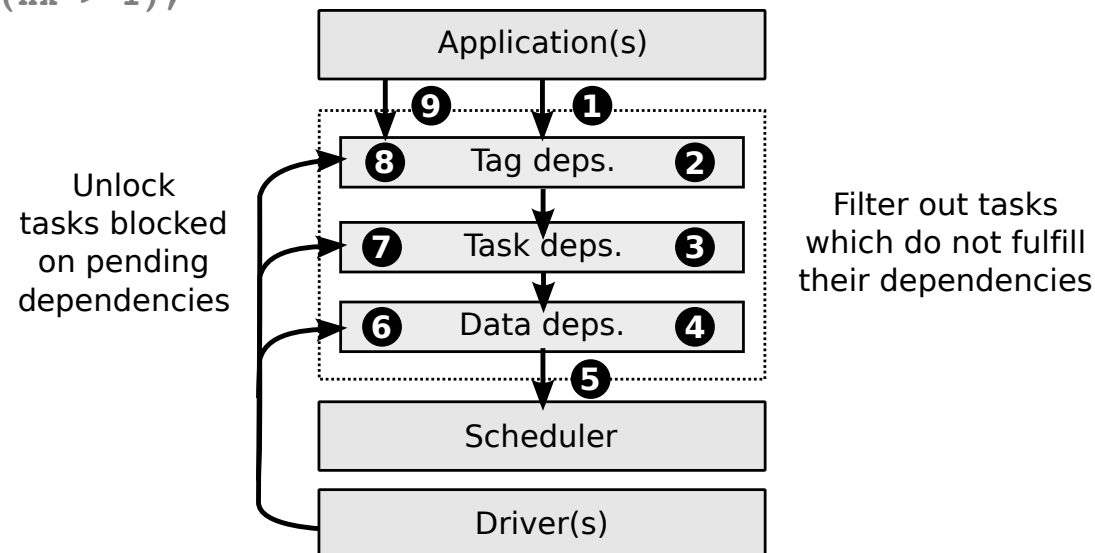 Application(s)
9 1
8 Tag deps. 2
Unlock
tasks blocked
on pending
dependencies
7 Task deps. 3
Filter out tasks
which do not fulfill
their dependencies
6 Data deps. 4
5
Scheduler
Driver(s)